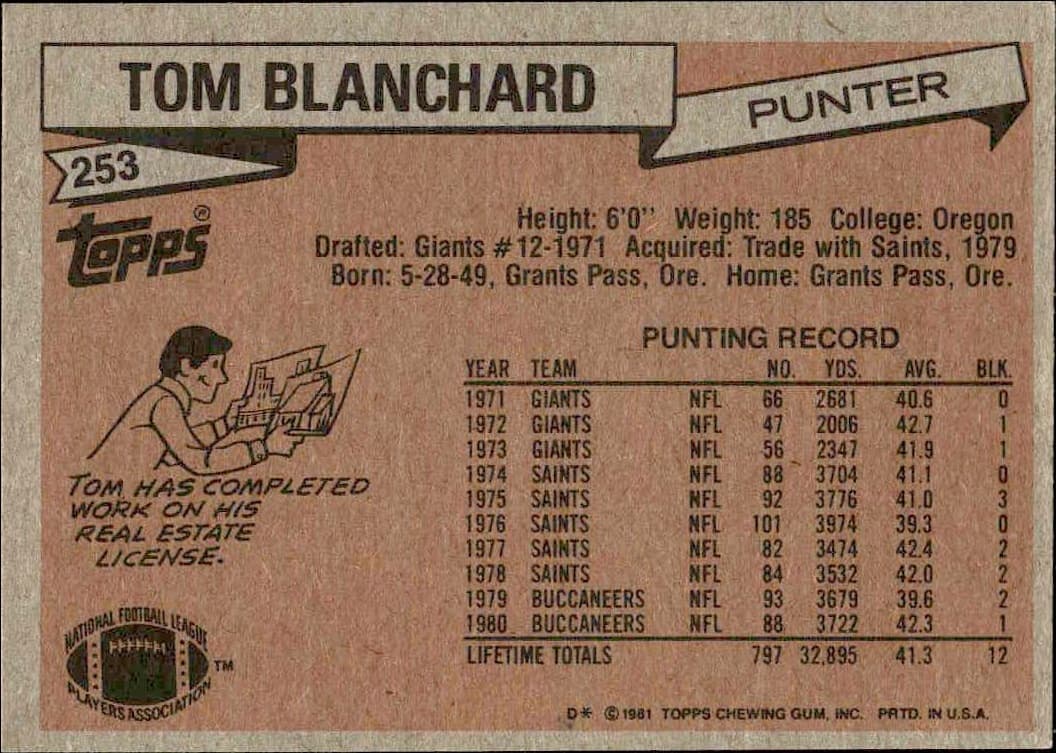 TOM BLANCHARD
PUNTER
253
Topps®
Height: 6'0" Weight: 185 College: Oregon
Drafted: Giants #12-1971 Acquired: Trade with Saints, 1979
Born: 5-28-49, Grants Pass, Ore. Home: Grants Pass, Ore.
PUNTING RECORD
YEAR TEAM NO. YDS. AVG. BLK.
1971 GIANTS NFL 66 2681 40.6 0
1972 GIANTS NFL 47 2006 42.7 1
1973 GIANTS NFL 56 2347 41.9 1
1974 SAINTS NFL 88 3704 41.1 0
1975 SAINTS NFL 92 3776 41.0 3
1976 SAINTS NFL 101 3974 39.3 0
1977 SAINTS NFL 82 3474 42.4 2
1978 SAINTS NFL 84 3532 42.0 2
1979 BUCCANEERS NFL 93 3679 39.6 2
1980 BUCCANEERS NFL 88 3722 42.3 1
LIFETIME TOTALS 797 32,895 41.3 12
TOM HAS COMPLETED
WORK ON HIS
REAL ESTATE
LICENSE.
NATIONAL FOOTBALL LEAGUE
PLAYERS ASSOCIATION
TM
D* © 1981 TOPPS CHEWING GUM, INC. PRTD. IN U.S.A.